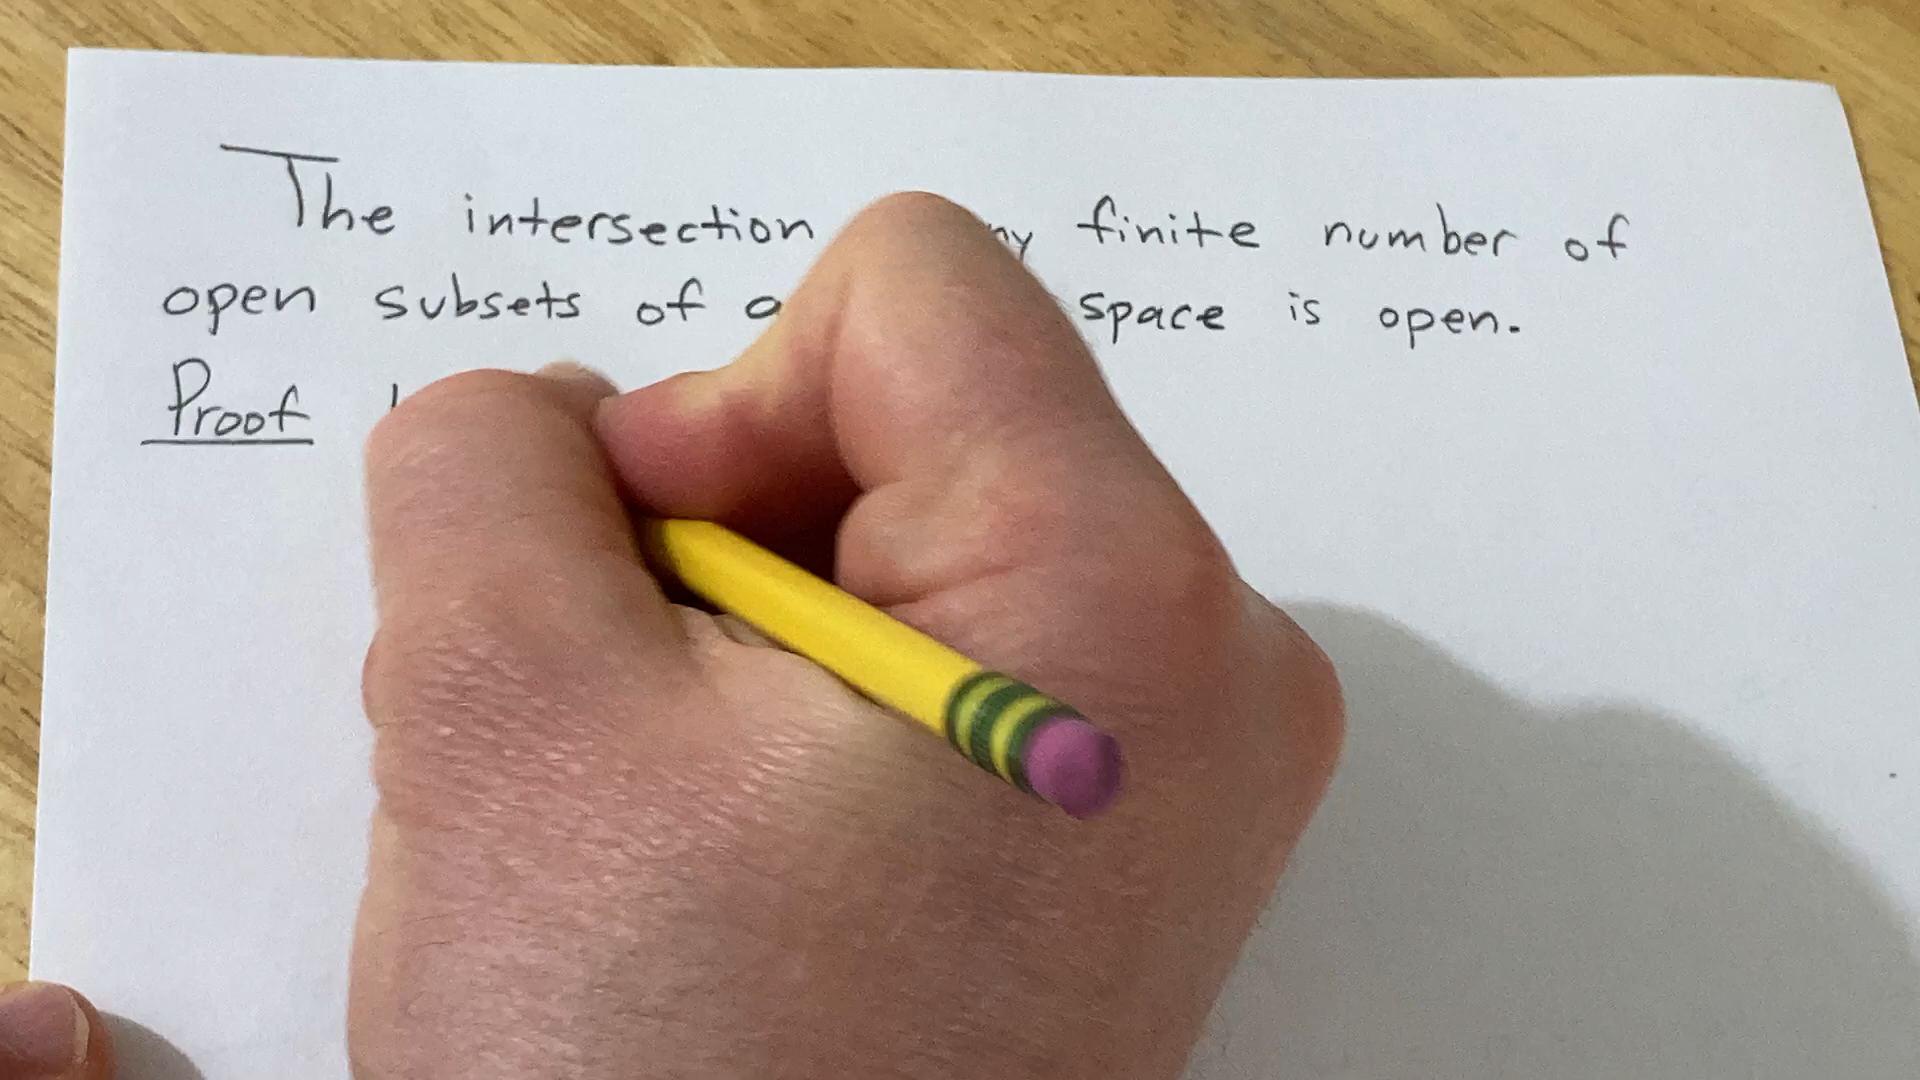 The intersection finite number of
open subsets of a space is open.
Proof